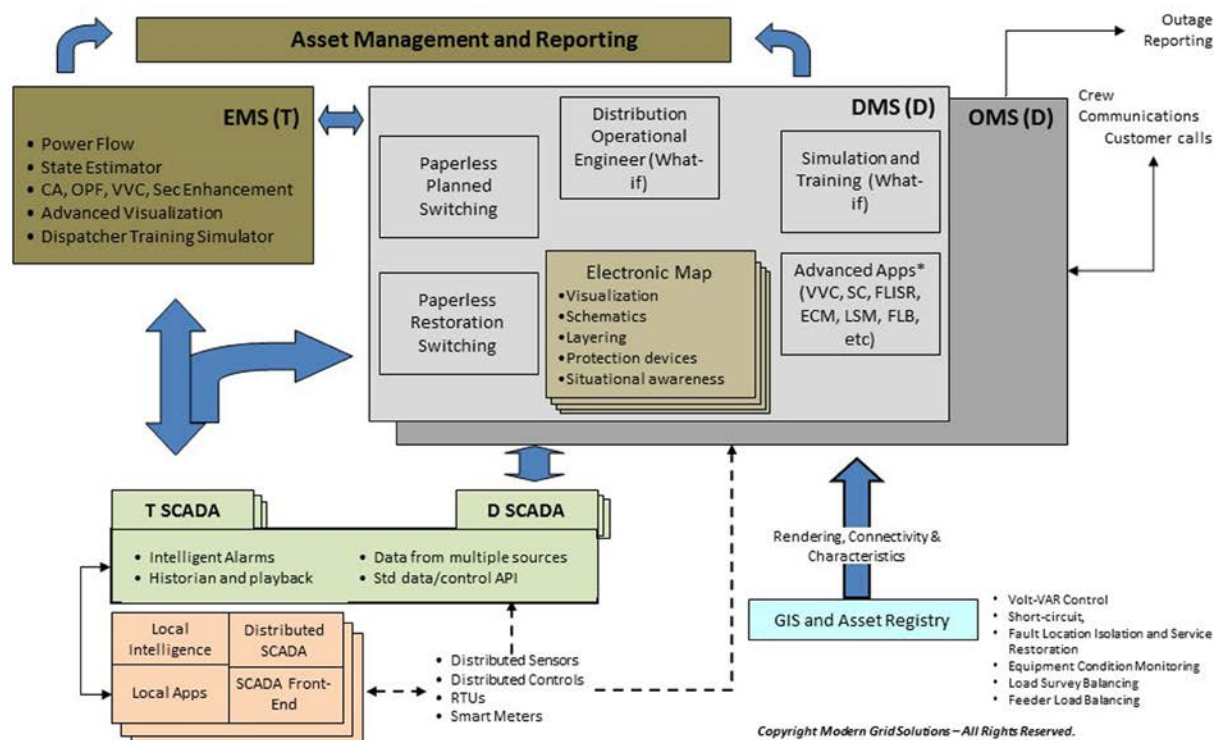 Asset Management and Reporting
Outage
Reporting
EMS (T)
• Power Flow
• State Estimator
• CA, OPF, VVC, Sec Enhancement
• Advanced Visualization
• Dispatcher Training Simulator
DMS (D)
OMS (D)
Crew
Communications
Customer calls
Paperless
Planned
Switching
Distribution
Operational
Engineer (What-
if)
Simulation and
Training (What-
if)
Paperless
Restoration
Switching
Electronic Map
•Visualization
•Schematics
•Layering
•Protection devices
•Situational awareness
Advanced Apps*
(VVC, SC, FLISR,
ECM, LSM, FLB,
etc)
T SCADA
D SCADA
• Intelligent Alarms
• Historian and playback
• Data from multiple sources
• Std data/control API
Rendering, Connectivity &
Characteristics
Local
Intelligence
Distributed
SCADA
Local Apps
SCADA Front-
End
• Distributed Sensors
• Distributed Controls
• RTUs
• Smart Meters
GIS and Asset Registry
• Volt-VAR Control
• Short-circuit,
• Fault Location Isolation and Service
Restoration
• Equipment Condition Monitoring
• Load Survey Balancing
• Feeder Load Balancing
Copyright Modern Grid Solutions – All Rights Reserved.